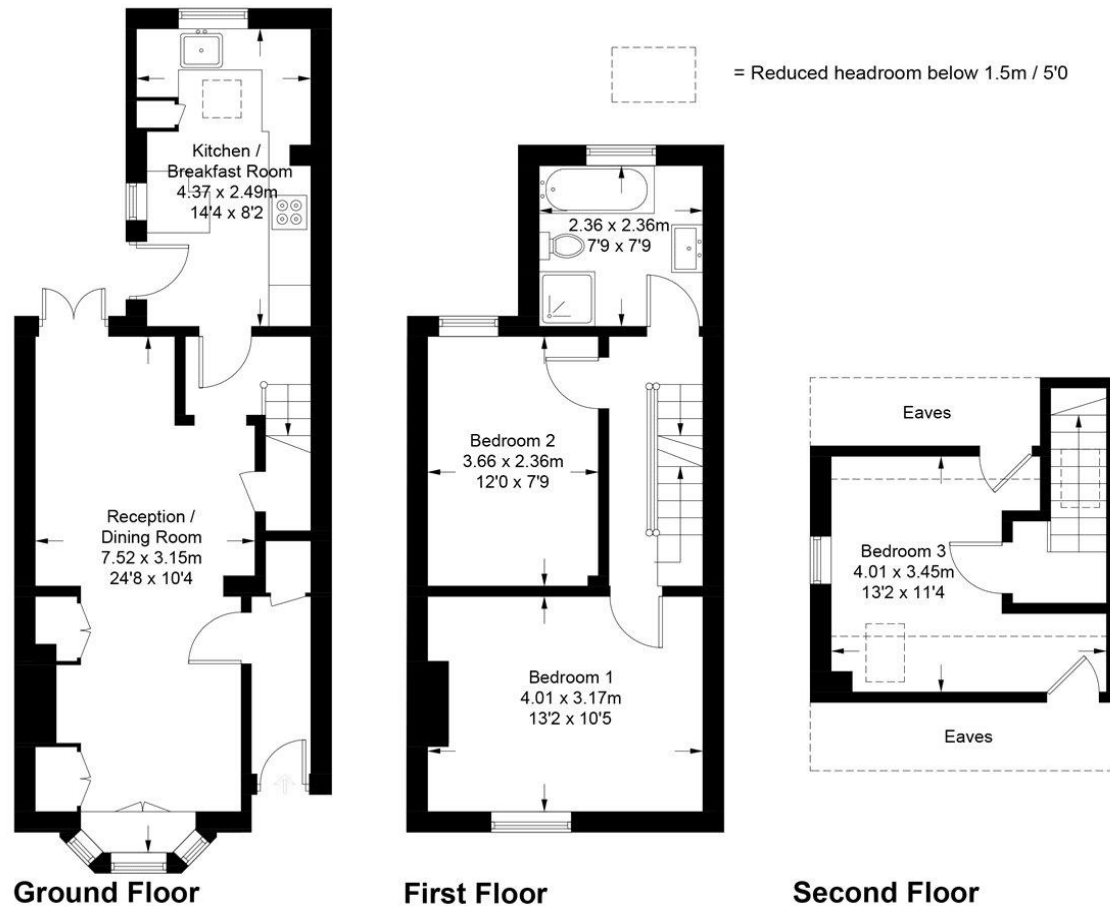 = Reduced headroom below 1.5m / 5'0
Kitchen /
Breakfast Room
4.37 x 2.49m
14'4 x 8'2
Reception /
Dining Room
7.52 x 3.15m
24'8 x 10'4
Ground Floor
2.36 x 2.36m
7'9 x 7'9
Bedroom 2
3.66 x 2.36m
12'0 x 7'9
Bedroom 1
4.01 x 3.17m
13'2 x 10'5
First Floor
Eaves
Bedroom 3
4.01 x 3.45m
13'2 x 11'4
Eaves
Second Floor